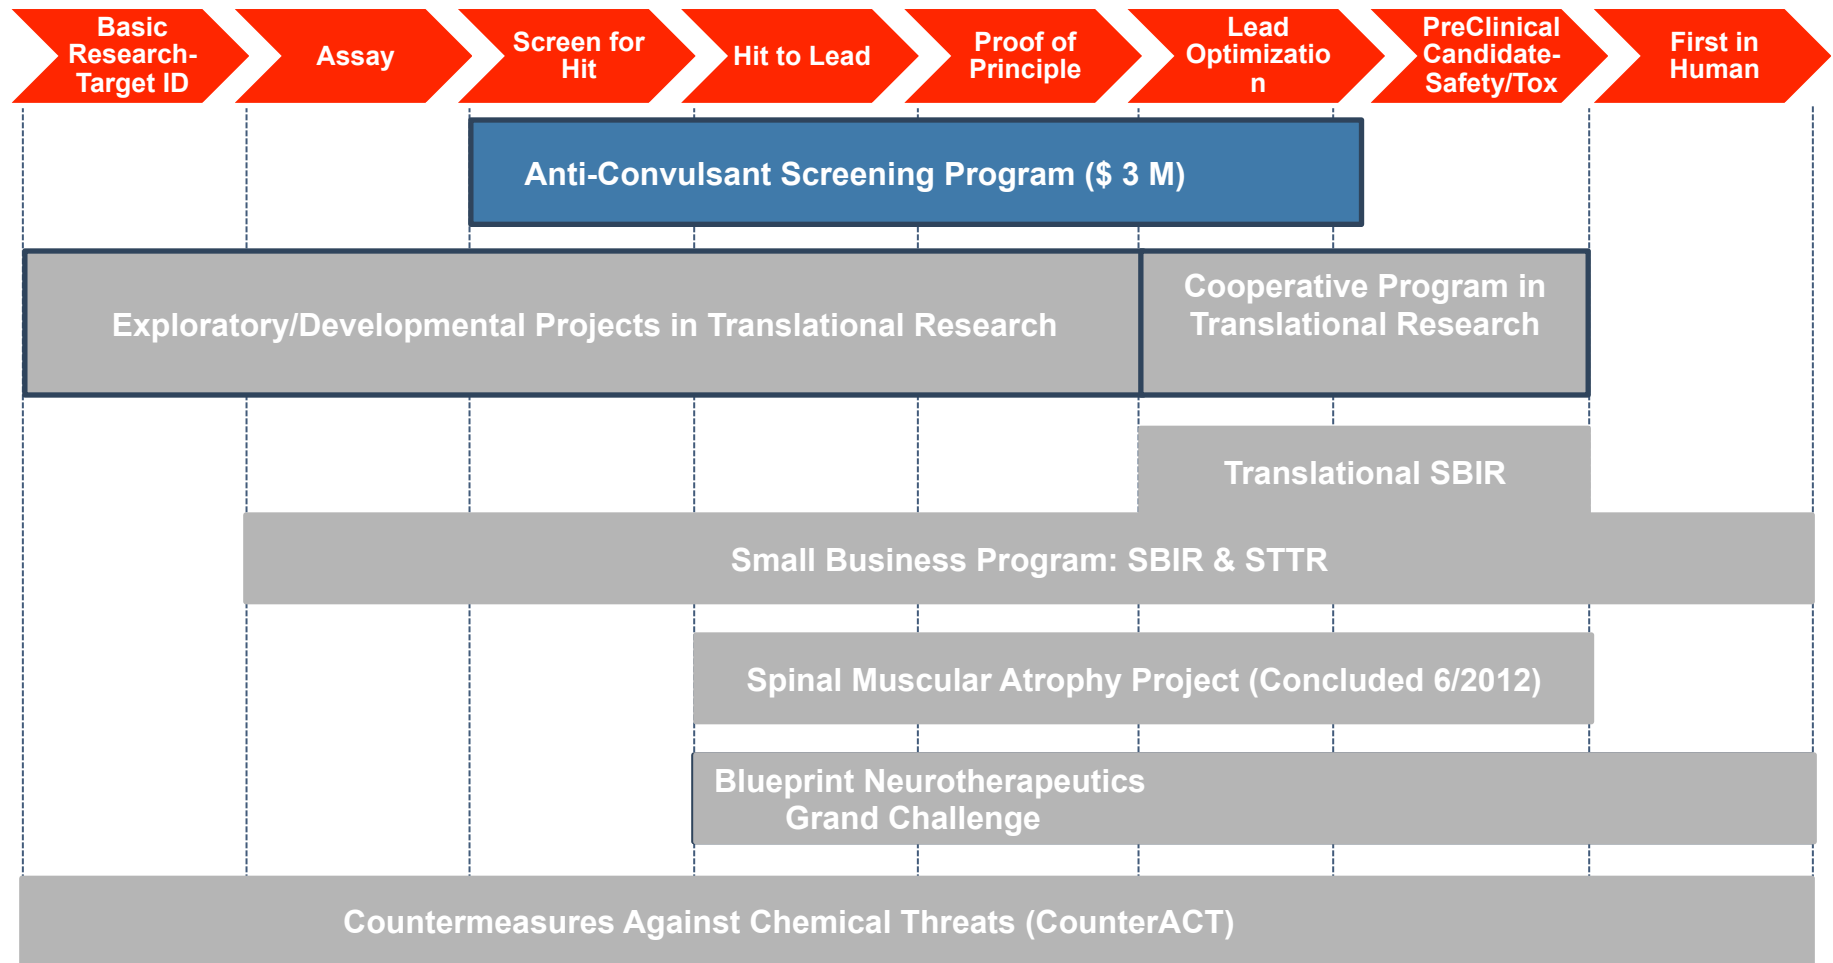 Basic
Research-
Target ID
Assay
Screen for
Hit
Hit to Lead
Proof of
Principle
Lead
Optimizatio
n
PreClinical
Candidate-
Safety/Tox
First in
Human
Anti-Convulsant Screening Program ($ 3 M)
Exploratory/Developmental Projects in Translational Research
Cooperative Program in
Translational Research
Translational SBIR
Small Business Program: SBIR & STTR
Spinal Muscular Atrophy Project (Concluded 6/2012)
Blueprint Neurotherapeutics
Grand Challenge
Countermeasures Against Chemical Threats (CounterACT)